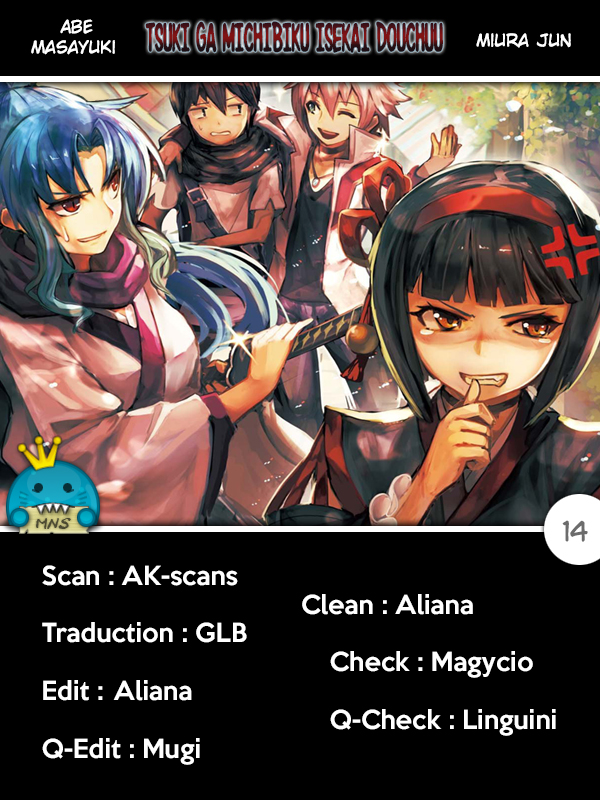 ABE
MASAYUKI
TSUKI GA MICHIBIKU ISEKAI DOUCHUU
MIURA JUN
MNS
14
Scan : AK-scans
Clean : Aliana
Traduction : GLB
Check : Magycio
Edit : Aliana
Q-Check : Linguini
Q-Edit : Mugi